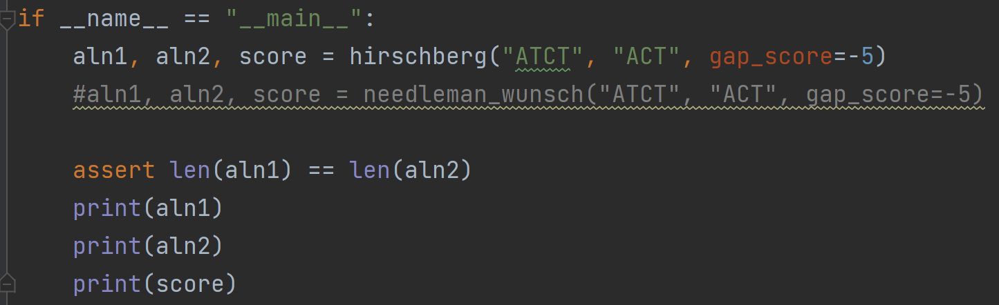 if __name__ == "__main__":
    aln1, aln2, score = hirschberg("ATCT", "ACT", gap_score=-5)
    #aln1, aln2, score = needleman_wunsch("ATCT", "ACT", gap_score=-5)

    assert len(aln1) == len(aln2)
    print(aln1)
    print(aln2)
    print(score)